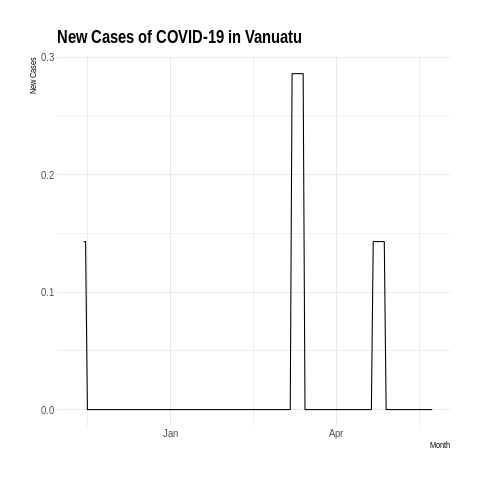 New Cases of COVID-19 in Vanuatu
New Cases
0.3
0.2
0.1
0.0
Jan
Apr
Month